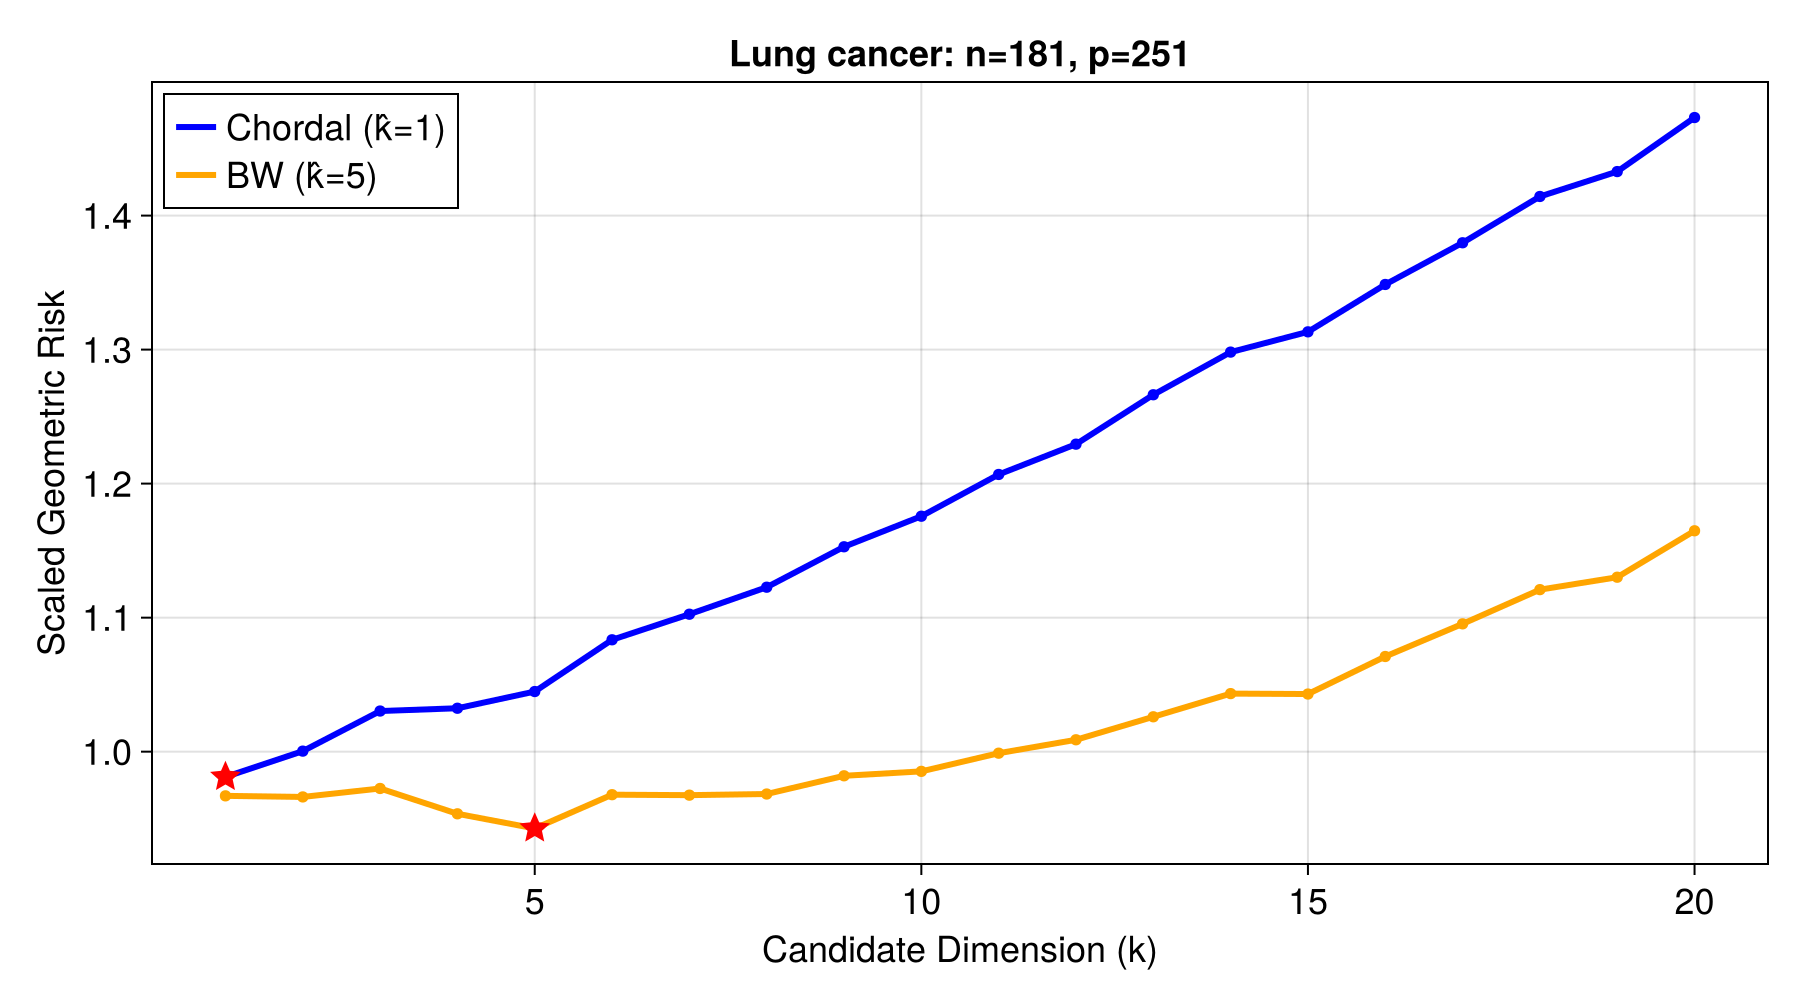 Lung cancer: n=181, p=251
Chordal (k̂=1)
BW (k̂=5)
Scaled Geometric Risk
1.4
1.3
1.2
1.1
1.0
5 10 15 20
Candidate Dimension (k)